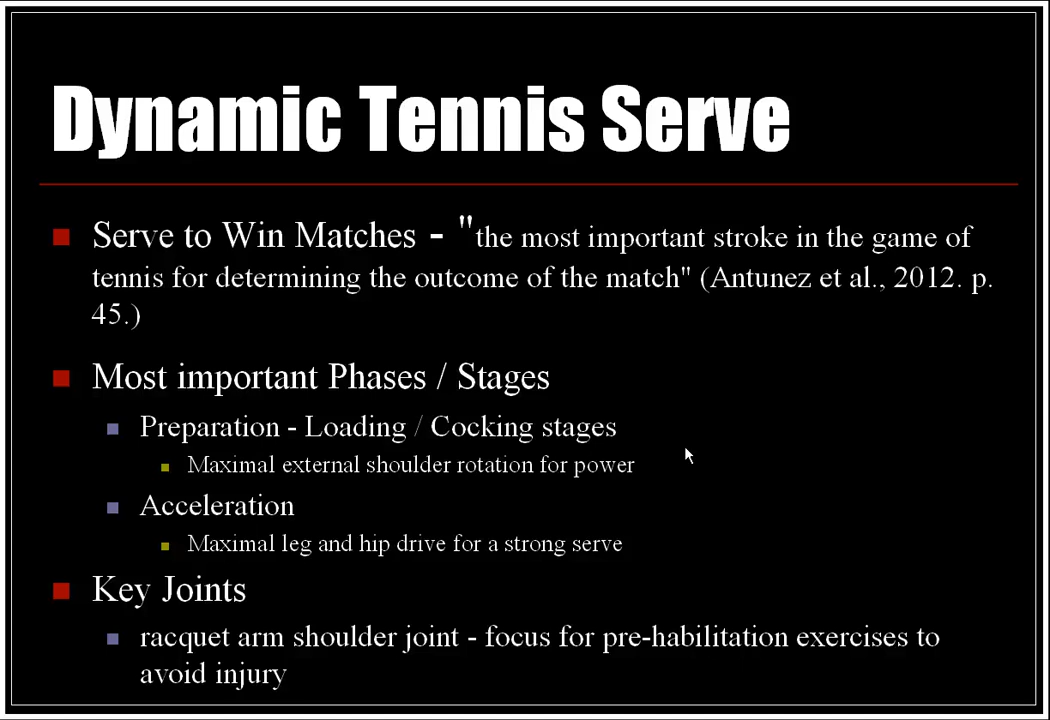 Dynamic Tennis Serve
Serve to Win Matches - "the most important stroke in the game of
tennis for determining the outcome of the match" (Antunez et al., 2012. p.
45.)
Most important Phases / Stages
Preparation - Loading / Cocking stages
Maximal external shoulder rotation for power
Acceleration
Maximal leg and hip drive for a strong serve
Key Joints
racquet arm shoulder joint - focus for pre-habilitation exercises to
avoid injury